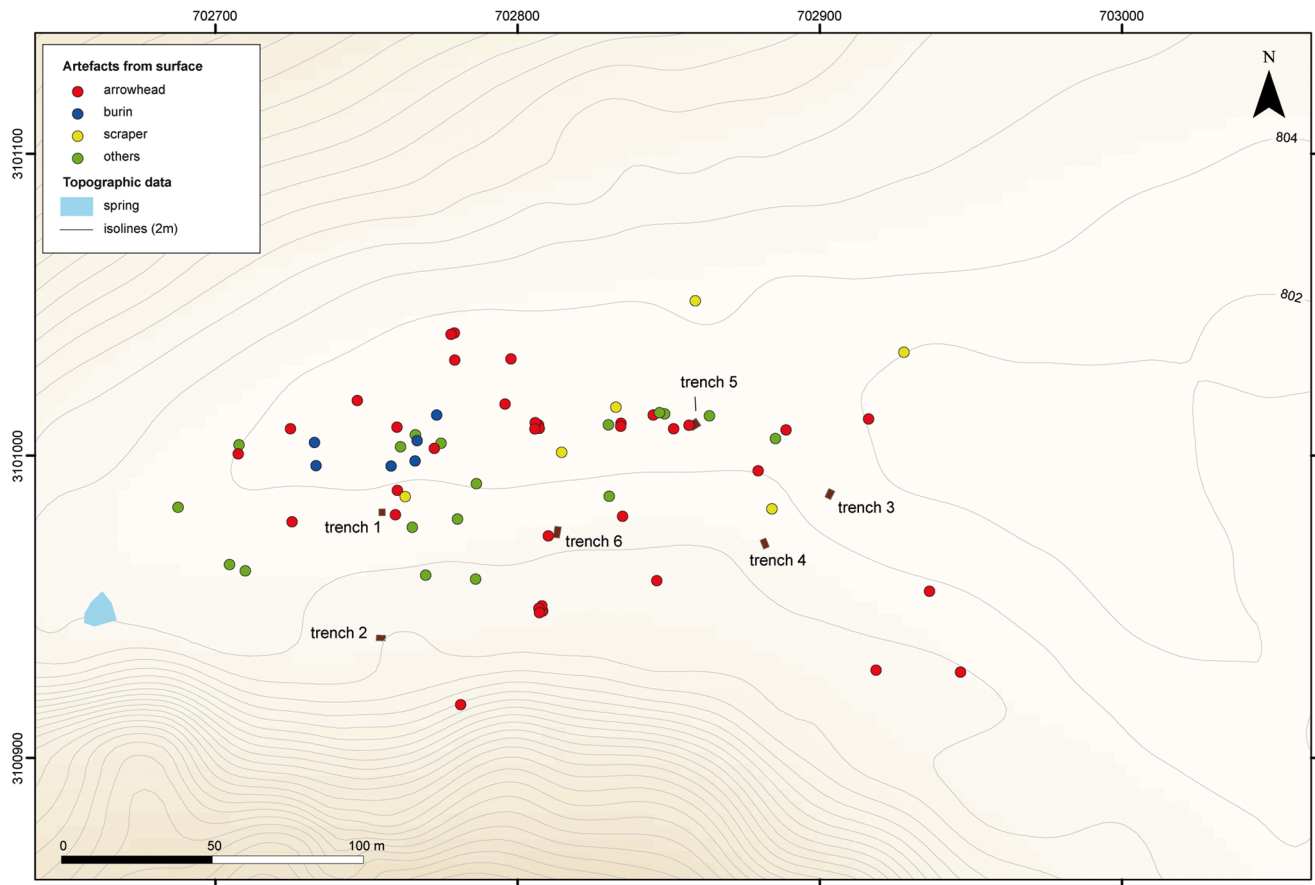 702700
702800
702900
703000
Artefacts from surface
arrowhead
burin
scraper
others
Topographic data
spring
isolines (2m)
N
3101100
804
802
trench 5
3101000
trench 1
trench 3
trench 6
trench 4
trench 2
3100900
0
50
100 m